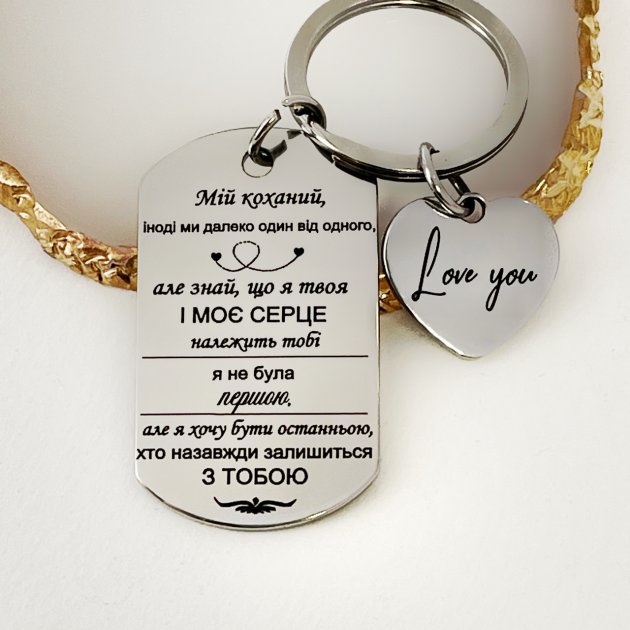 Мій коханий,
іноді ми далеко один від одного,
але знай, що я твоя
І МОЄ СЕРЦЕ
належить тобі
я не була
першою,
але я хочу бути останньою,
хто назавжди залишиться
З ТОБОЮ
Love you